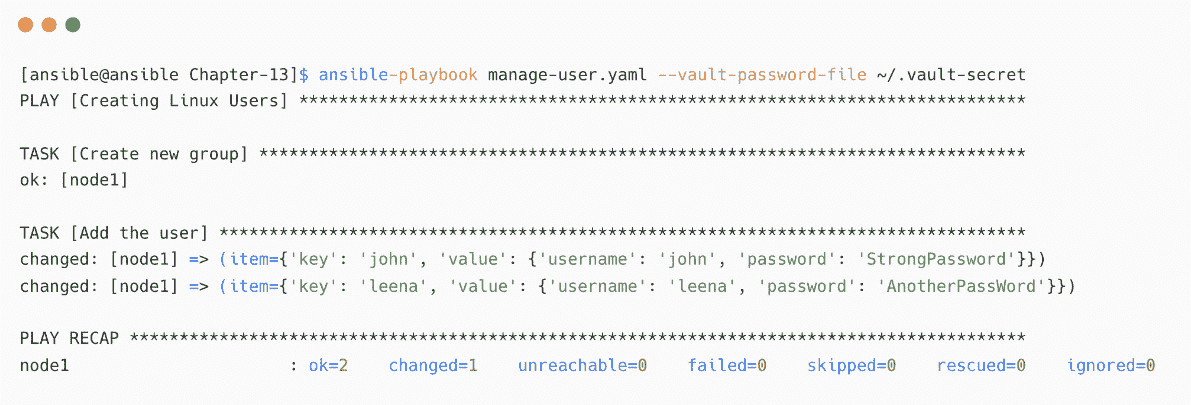 [ansible@ansible Chapter-13]$ ansible-playbook manage-user.yaml --vault-password-file ~/.vault-secret
PLAY [Creating Linux Users] *************************************************************************
TASK [Create new group] *****************************************************************************
ok: [node1]
TASK [Add the user] *********************************************************************************
changed: [node1] => (item={'key': 'john', 'value': {'username': 'john', 'password': 'StrongPassword'}})
changed: [node1] => (item={'key': 'leena', 'value': {'username': 'leena', 'password': 'AnotherPassWord'}})
PLAY RECAP ******************************************************************************************
node1                      : ok=2    changed=1    unreachable=0    failed=0    skipped=0    rescued=0    ignored=0